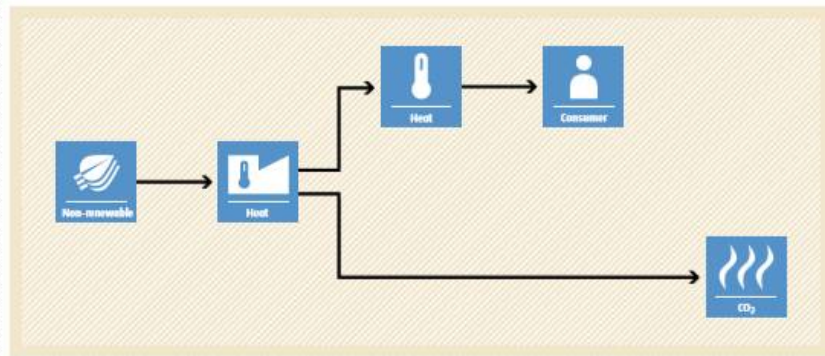 Heat
Consumer
Non-renewable
Heat
CO₂